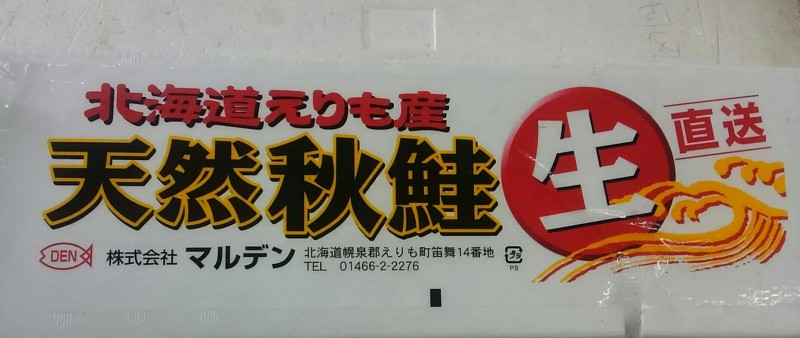 北海道えりも産
天然秋鮭
生
直送
DEN
株式会社 マルデン
北海道幌泉郡えりも町笛舞14番地
TEL 01466-2-2276
プラ
PS